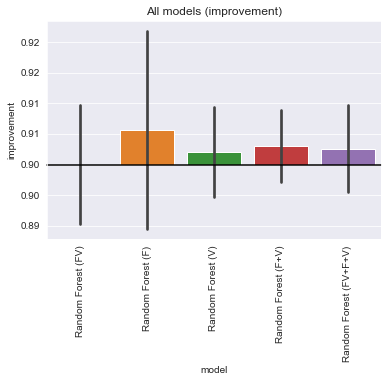 All models (improvement)
improvement
0.92
0.92
0.91
0.91
0.90
0.90
0.89
Random Forest (FV)
Random Forest (F)
Random Forest (V)
Random Forest (F+V)
Random Forest (FV+F+V)
model